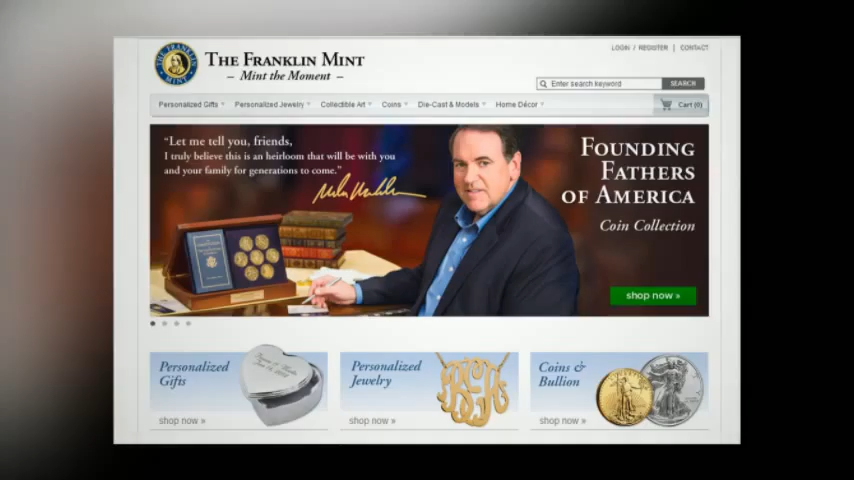 THE FRANKLIN MINT
– Mint the Moment –
LOGIN / REGISTER | CONTACT
Enter search keyword
SEARCH
Personalized Gifts
Personalized Jewelry
Collectible Art
Coins
Die-Cast & Models
Home Décor
Cart (0)
“Let me tell you, friends,
I truly believe this is an heirloom that will be with you
and your family for generations to come.”
FOUNDING
FATHERS
OF AMERICA
Coin Collection
shop now »
Personalized
Gifts
shop now »
Personalized
Jewelry
shop now »
Coins &
Bullion
shop now »